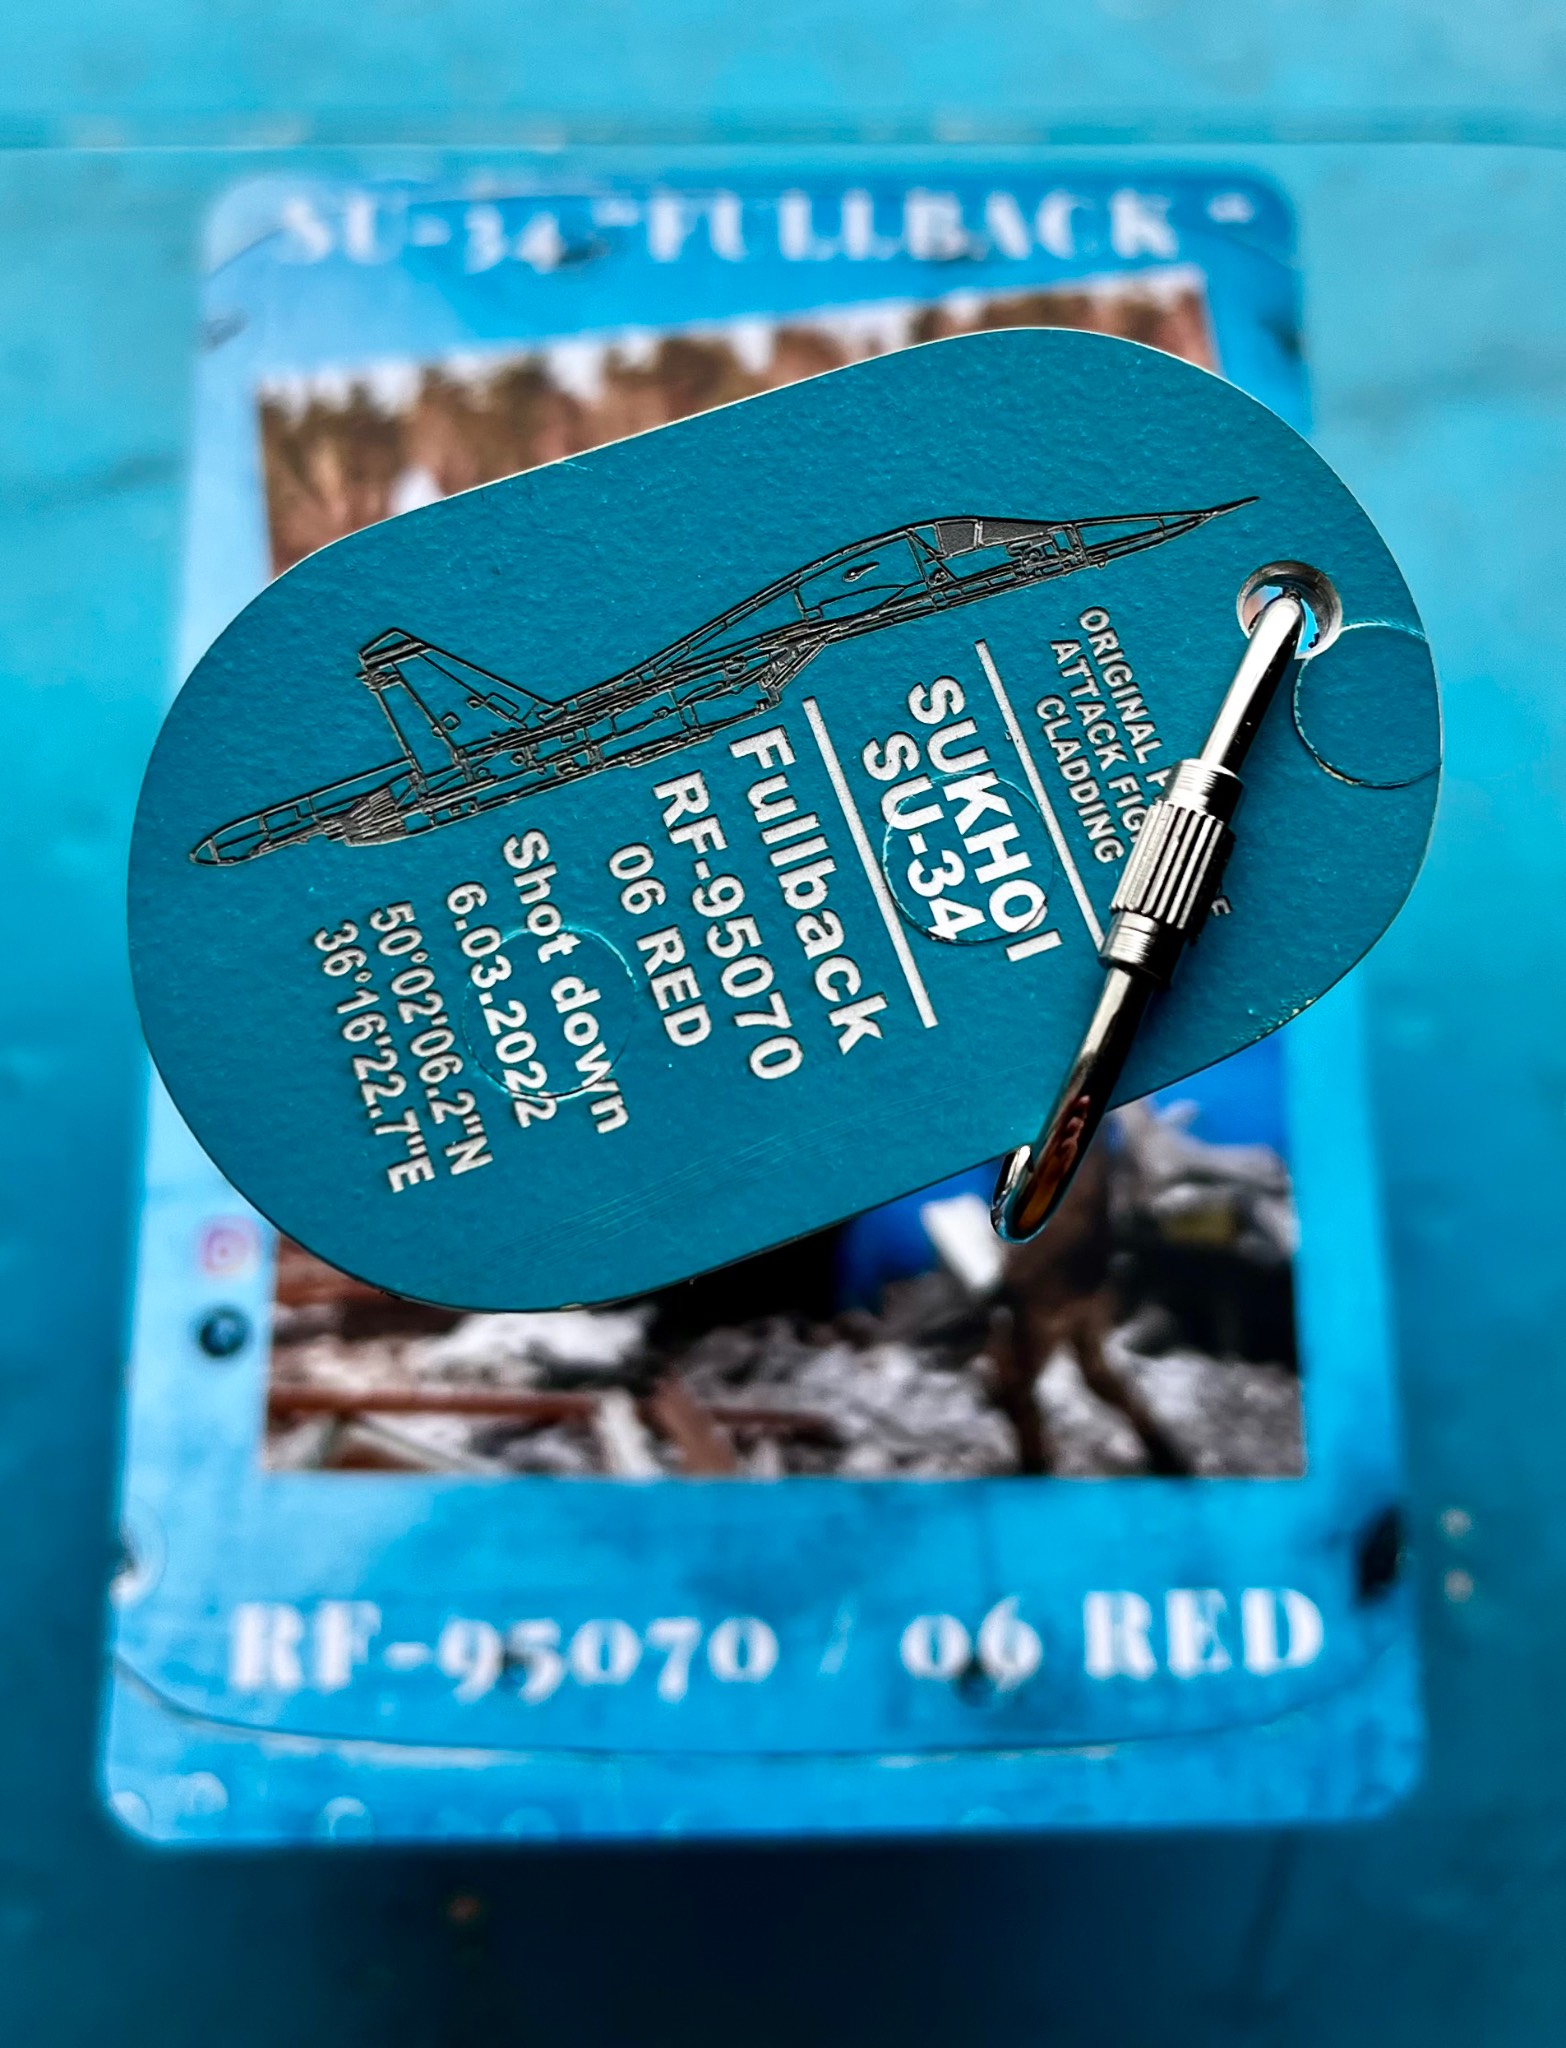 SU-34 "FULLBACK "
ORIGINAL
ATTACK
CLADDING
SUKHOI
SU-34
Fullback
RF-95070
06 RED
Shot down
6.03.2022
50°02'06.2"N
36°16'22.7"E
RF-95070 / 06 RED